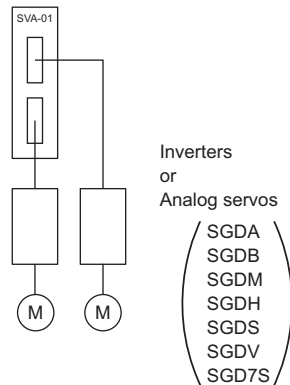 SVA-01
Inverters
or
Analog servos
SGDA
SGDB
SGDM
SGDH
SGDS
SGDV
SGD7S
M
M